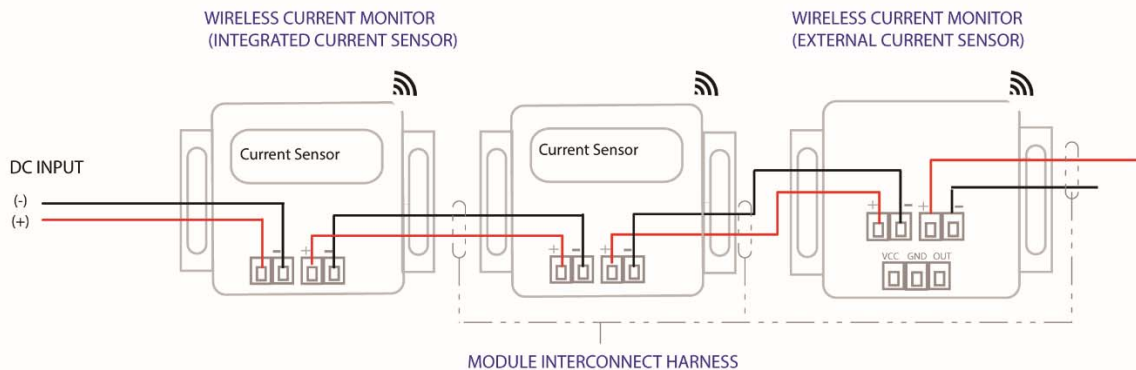 WIRELESS CURRENT MONITOR
(INTEGRATED CURRENT SENSOR)
WIRELESS CURRENT MONITOR
(EXTERNAL CURRENT SENSOR)
Current Sensor
Current Sensor
DC INPUT
(-)
(+)
- + -
+ - + -
+ - + -
VCC GND OUT
MODULE INTERCONNECT HARNESS